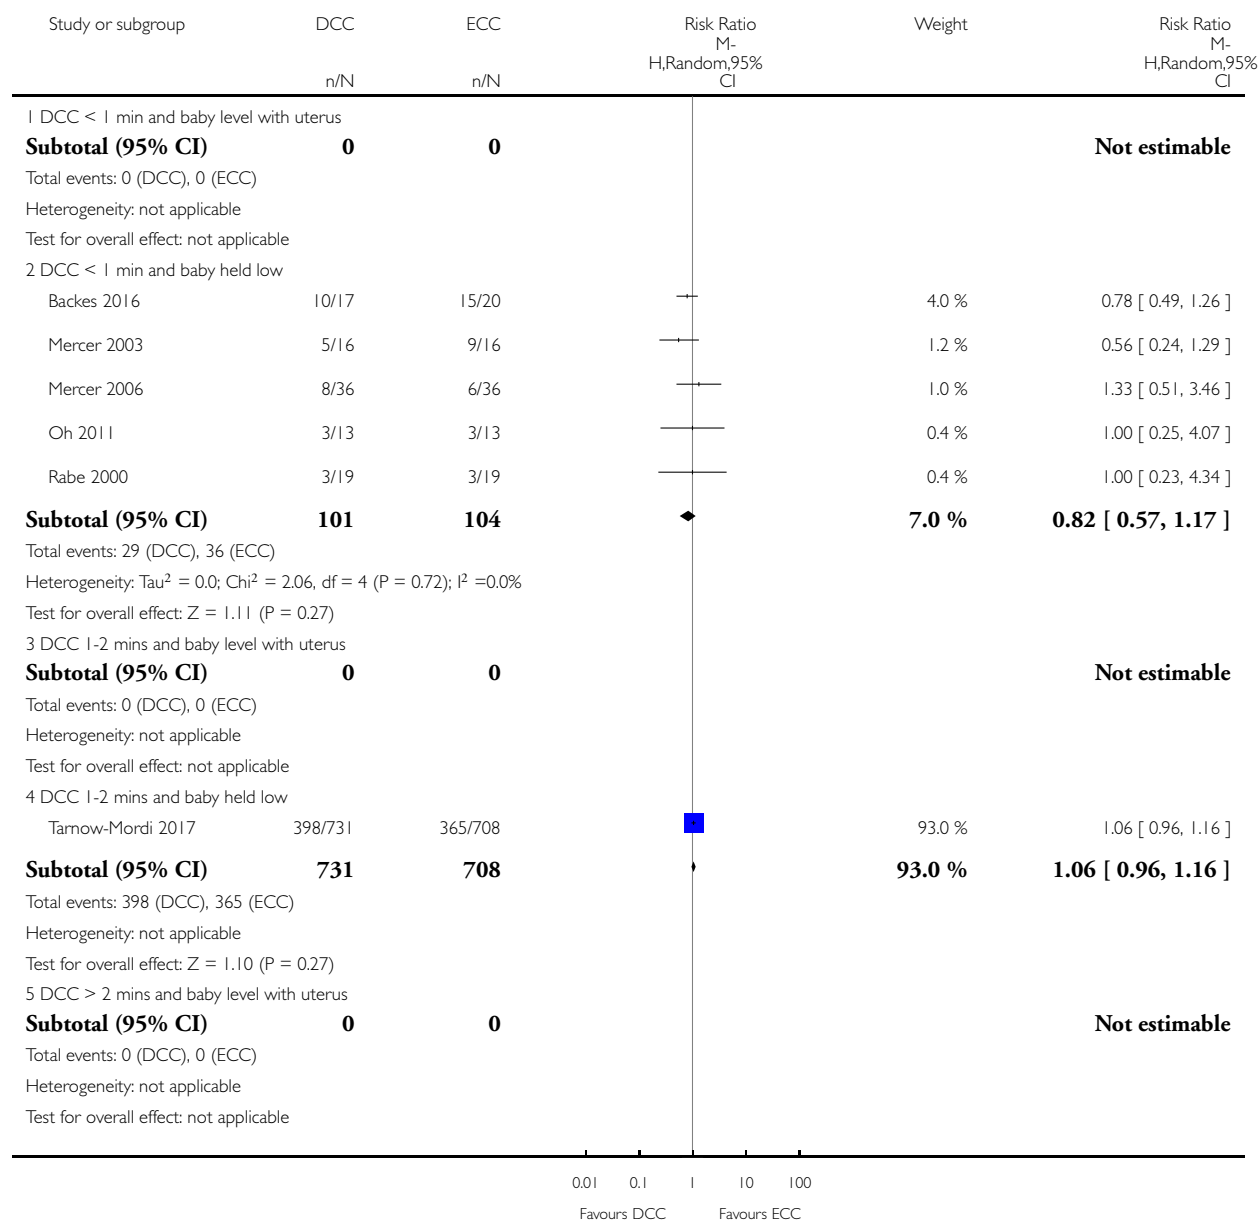 Study or subgroup DCC ECC Risk Ratio Weight Risk Ratio
M- M-
H,Random,95% H,Random,95%
n/N n/N CI CI
1 DCC < 1 min and baby level with uterus
Subtotal (95% CI) 0 0 Not estimable
Total events: 0 (DCC), 0 (ECC)
Heterogeneity: not applicable
Test for overall effect: not applicable
2 DCC < 1 min and baby held low
Backes 2016 10/17 15/20 4.0 % 0.78 [ 0.49, 1.26 ]
Mercer 2003 5/16 9/16 1.2 % 0.56 [ 0.24, 1.29 ]
Mercer 2006 8/36 6/36 1.0 % 1.33 [ 0.51, 3.46 ]
Oh 2011 3/13 3/13 0.4 % 1.00 [ 0.25, 4.07 ]
Rabe 2000 3/19 3/19 0.4 % 1.00 [ 0.23, 4.34 ]
Subtotal (95% CI) 101 104 7.0 % 0.82 [ 0.57, 1.17 ]
Total events: 29 (DCC), 36 (ECC)
Heterogeneity: Tau² = 0.0; Chi² = 2.06, df = 4 (P = 0.72); I² =0.0%
Test for overall effect: Z = 1.11 (P = 0.27)
3 DCC 1-2 mins and baby level with uterus
Subtotal (95% CI) 0 0 Not estimable
Total events: 0 (DCC), 0 (ECC)
Heterogeneity: not applicable
Test for overall effect: not applicable
4 DCC 1-2 mins and baby held low
Tarnow-Mordi 2017 398/731 365/708 93.0 % 1.06 [ 0.96, 1.16 ]
Subtotal (95% CI) 731 708 93.0 % 1.06 [ 0.96, 1.16 ]
Total events: 398 (DCC), 365 (ECC)
Heterogeneity: not applicable
Test for overall effect: Z = 1.10 (P = 0.27)
5 DCC > 2 mins and baby level with uterus
Subtotal (95% CI) 0 0 Not estimable
Total events: 0 (DCC), 0 (ECC)
Heterogeneity: not applicable
Test for overall effect: not applicable
0.01 0.1 1 10 100
Favours DCC Favours ECC